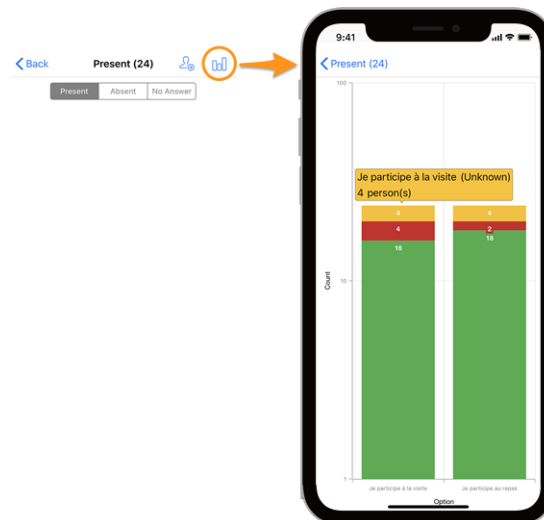 Back
Present (24)
Present
Absent
No Answer
9:41
Present (24)
100
Je participe à la visite (Unknown)
4 person(s)
4
4
4
2
16
18
Count
10
1
Je participe à la visite
Je participe au repas
Option